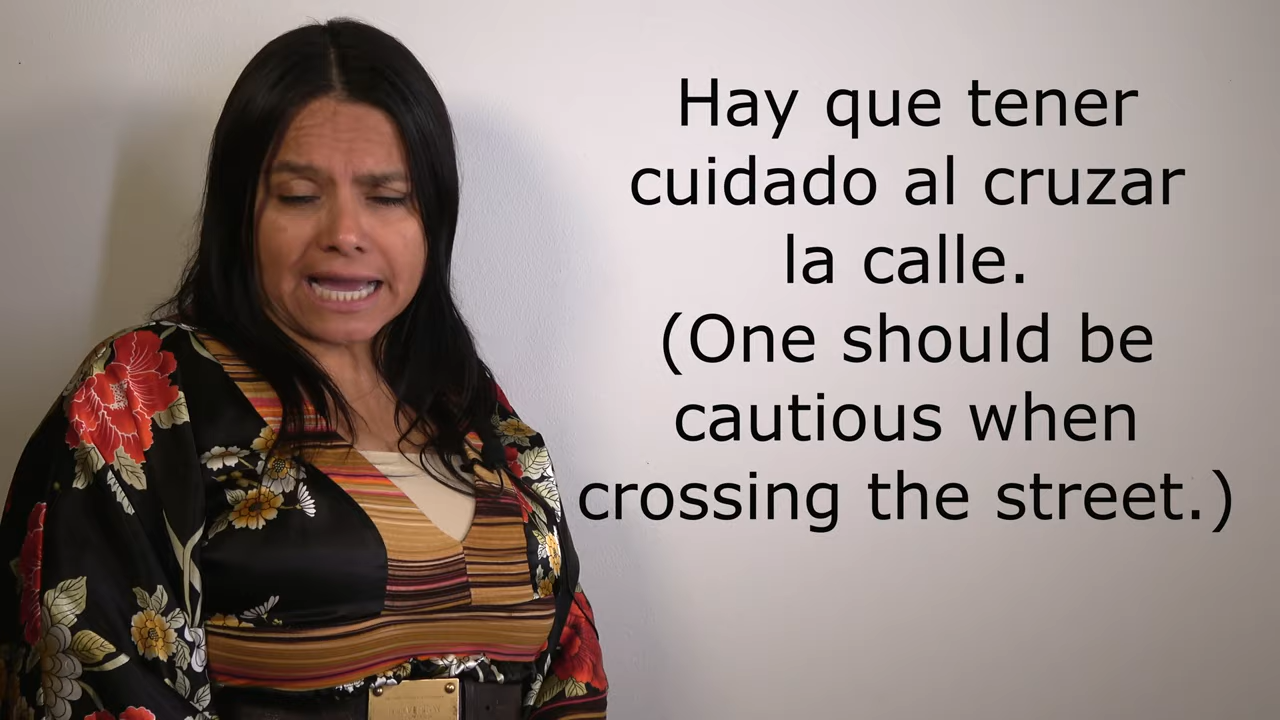 Hay que tener
cuidado al cruzar
la calle.
(One should be
cautious when
crossing the street.)